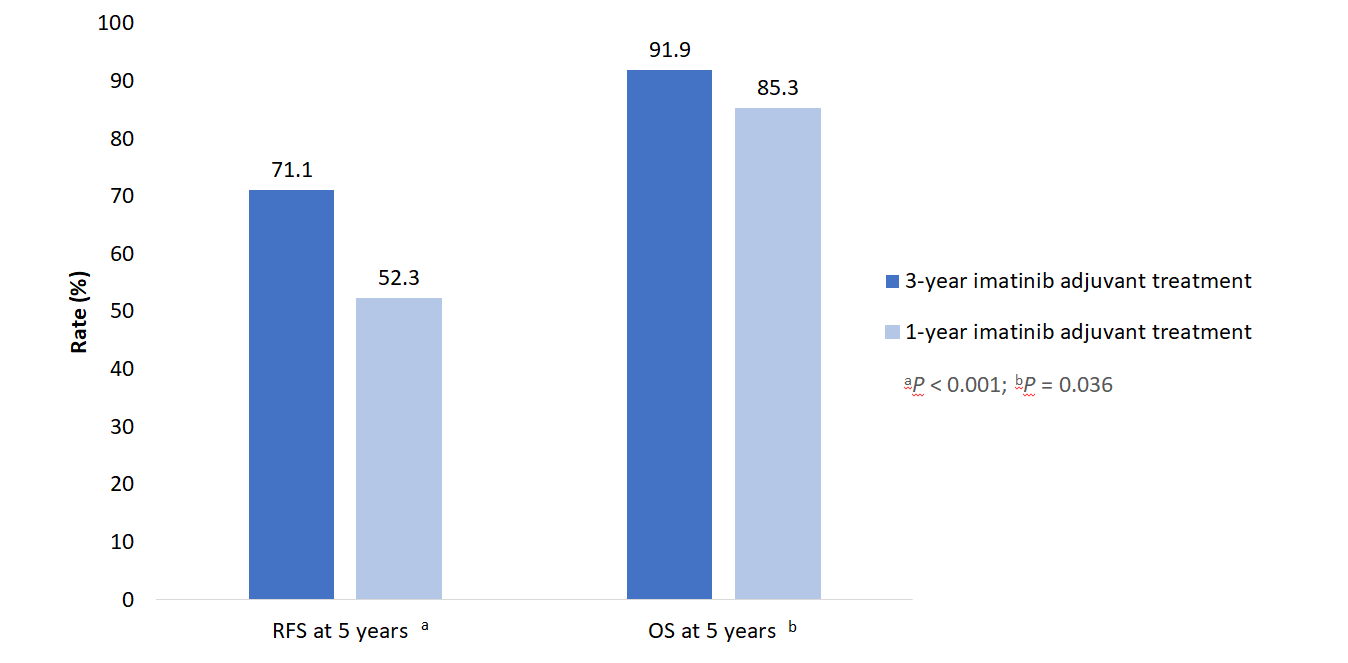 100
90
80
70
60
50
40
30
20
10
0
Rate (%)
71.1
52.3
91.9
85.3
RFS at 5 years a
OS at 5 years b
3-year imatinib adjuvant treatment
1-year imatinib adjuvant treatment
aP < 0.001; bP = 0.036